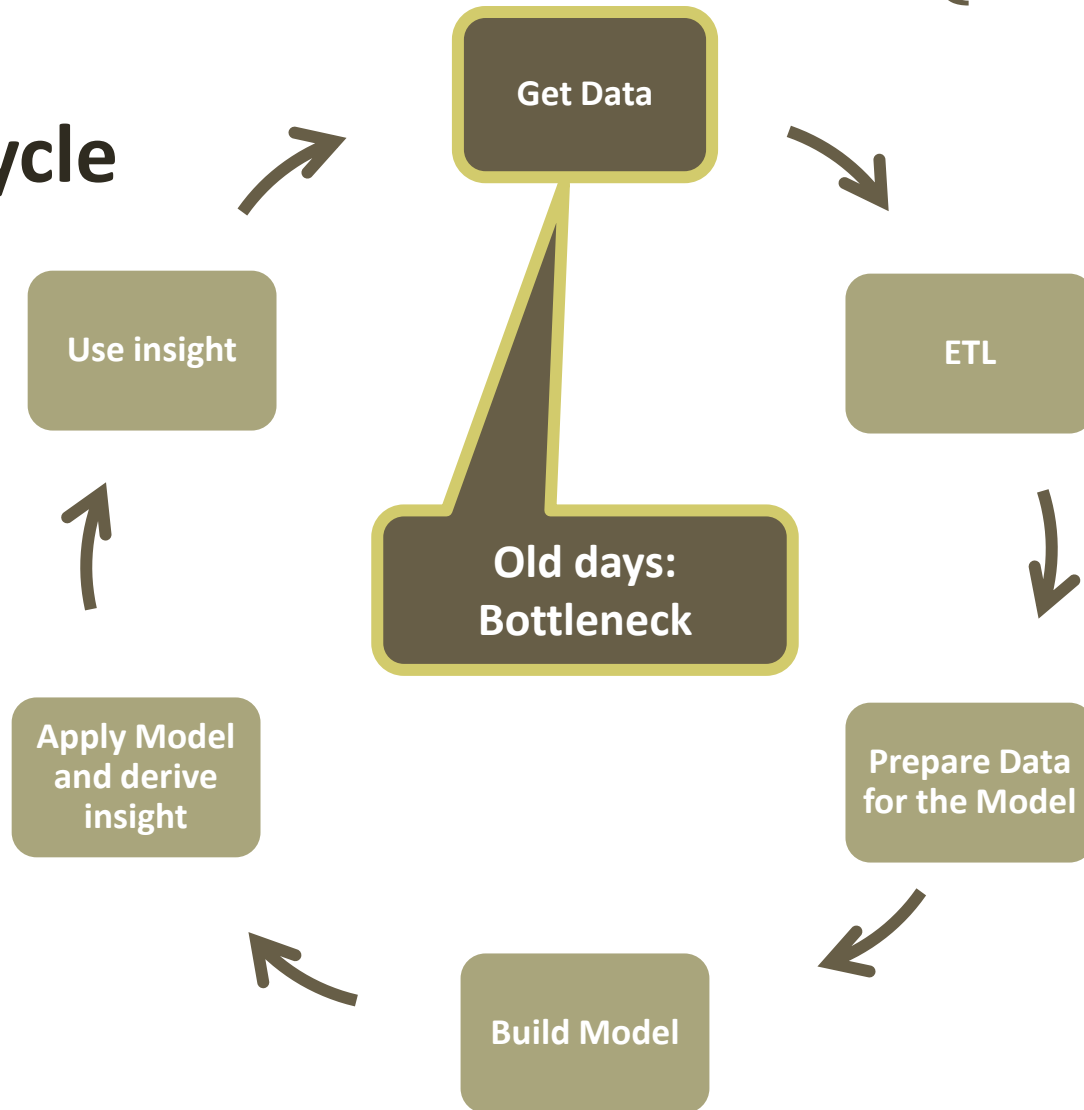 ycle
Get Data
Use insight
ETL
Old days:
Bottleneck
Apply Model
and derive
insight
Prepare Data
for the Model
Build Model